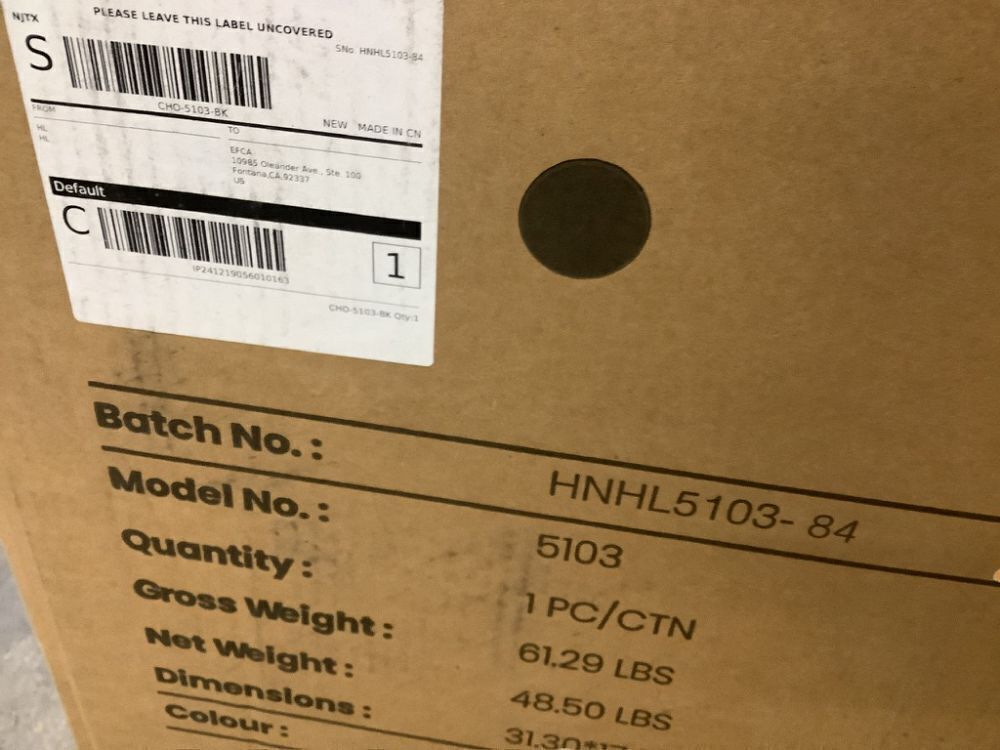 NJTX
PLEASE LEAVE THIS LABEL UNCOVERED
S
SNo HNHL5103-84
CHO-5103-BK
NEW MADE IN CN
FROM
TO
HL
HL
EFCA
10985 Oleander Ave., Ste 100
Fontana,CA,92337
US
Default
C
1
IP241219056010163
CHO-5103-BK Qty:1
Batch No. : HNHL5103- 84
Model No. : 5103
Quantity : 1 PC/CTN
Gross Weight : 61.29 LBS
Net Weight : 48.50 LBS
Dimensions : 31.30*
Colour :